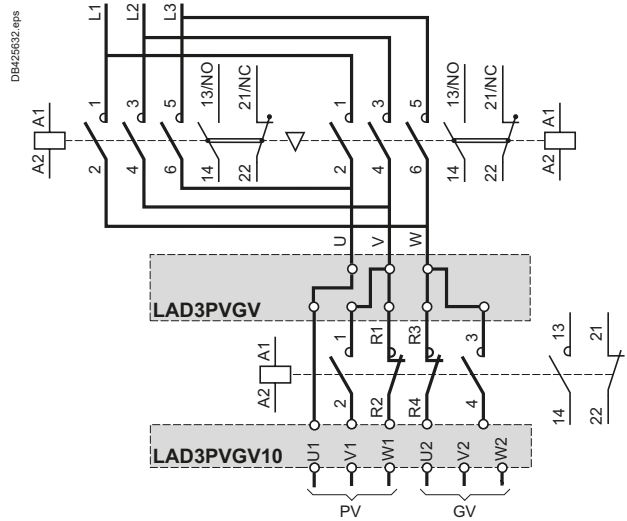 DB425632.eps
L1 L2 L3
A1 1 3 5 13/NO 21/NC 1 3 5 13/NO 21/NC A1
A2 2 4 6 14 22 2 4 6 14 22 A2
U V W
LAD3PVGV
A1 1 R1 R3 3 13 21
A2 2 R2 R4 4 14 22
LAD3PVGV10 U1 V1 W1 U2 V2 W2
PV GV